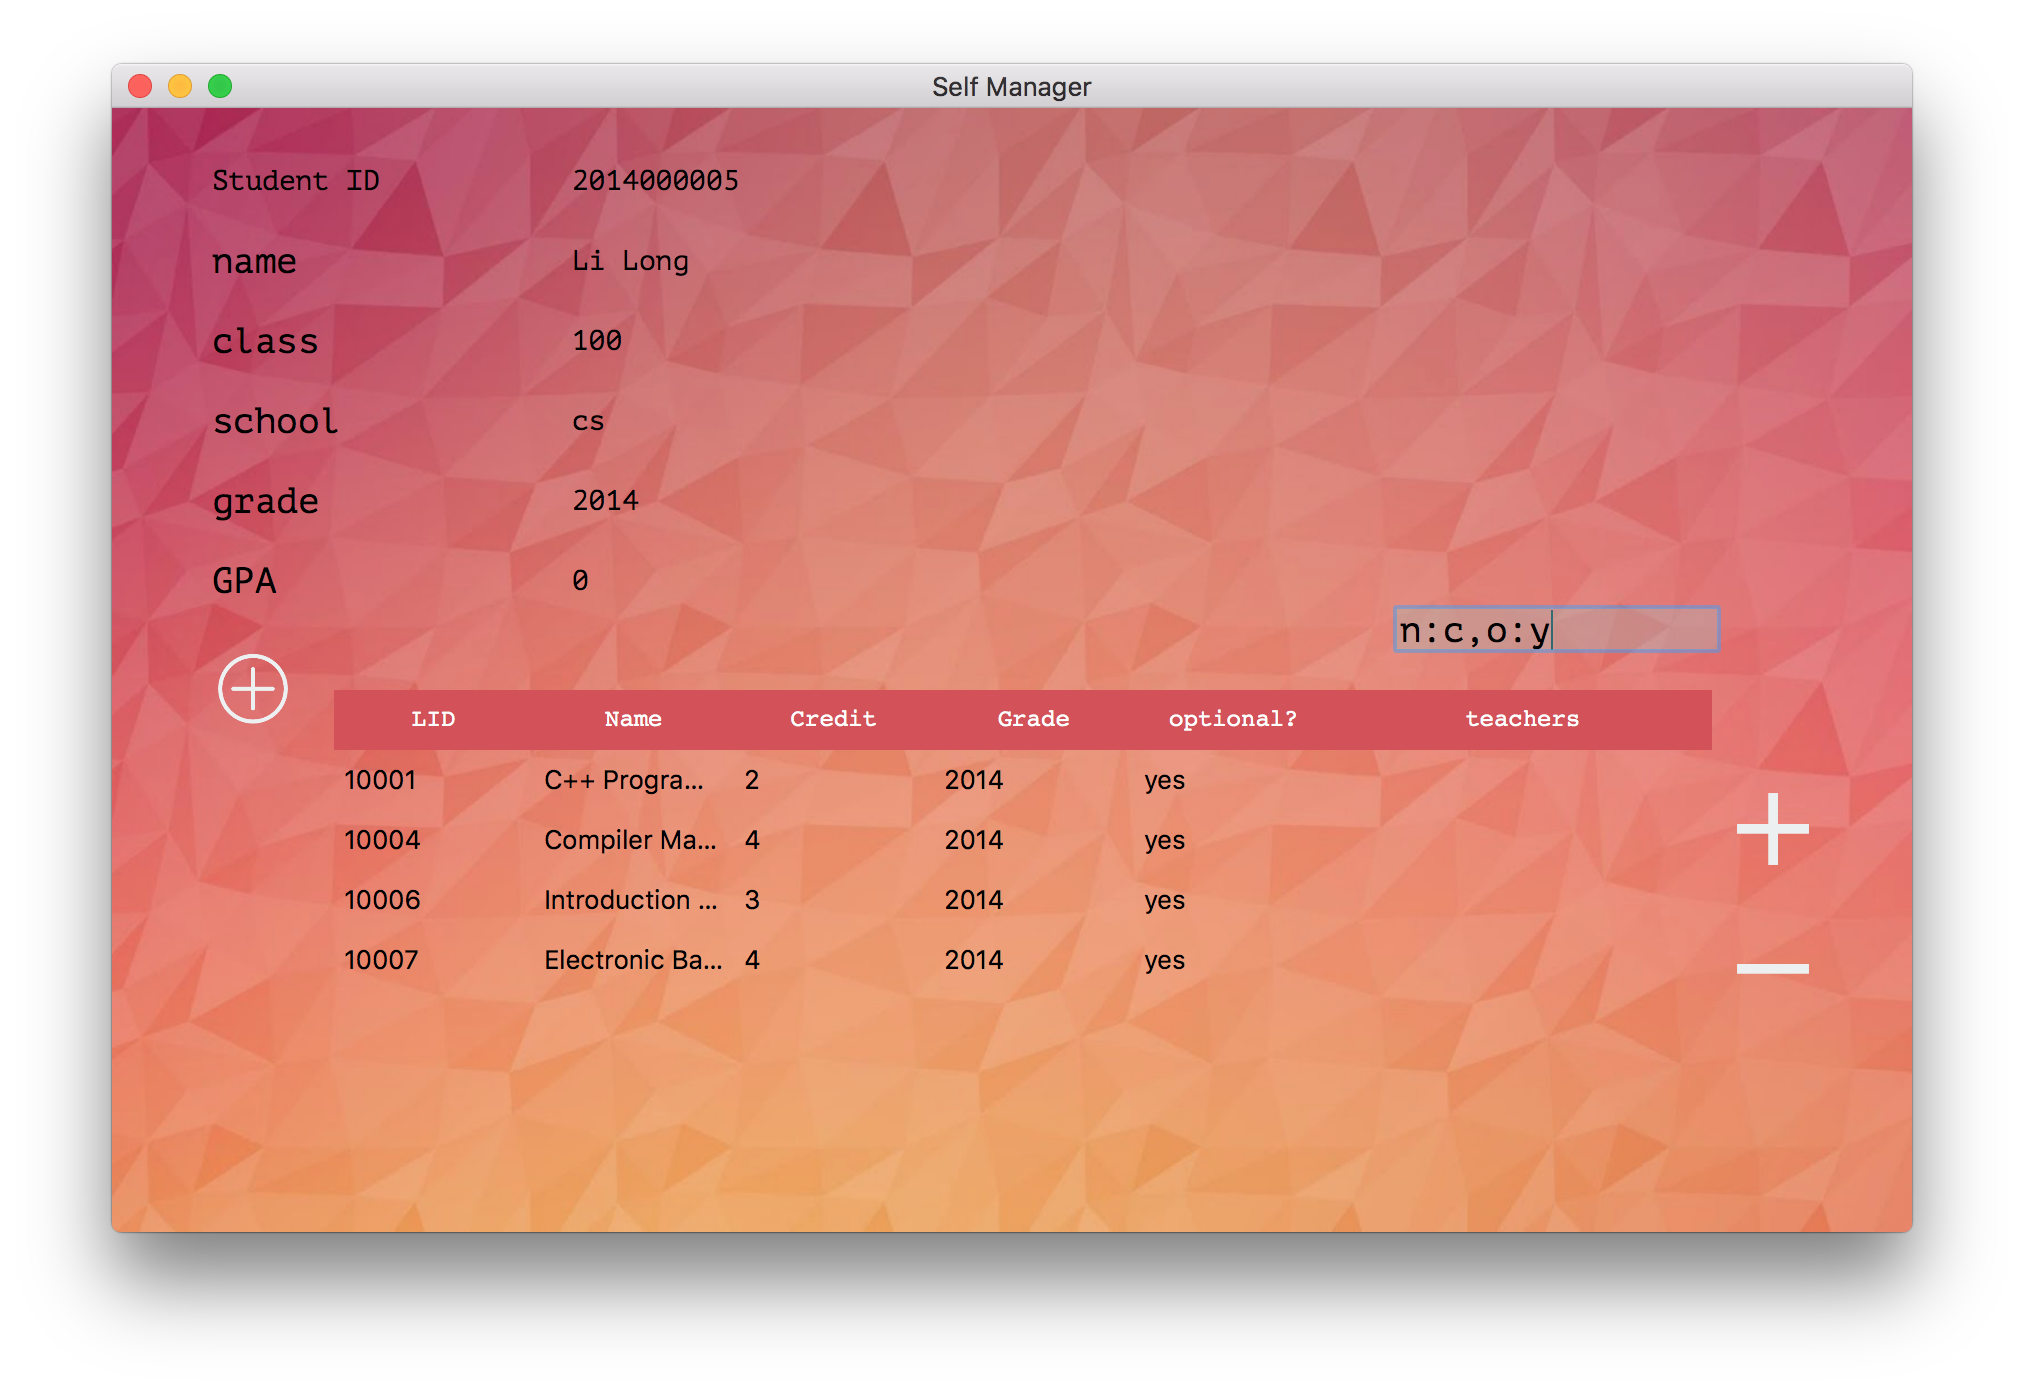 Self Manager
Student ID 2014000005
name Li Long
class 100
school cs
grade 2014
GPA 0
n:c,o:y
LID Name Credit Grade optional? teachers
10001 C++ Progra... 2 2014 yes
10004 Compiler Ma... 4 2014 yes
10006 Introduction ... 3 2014 yes
10007 Electronic Ba... 4 2014 yes